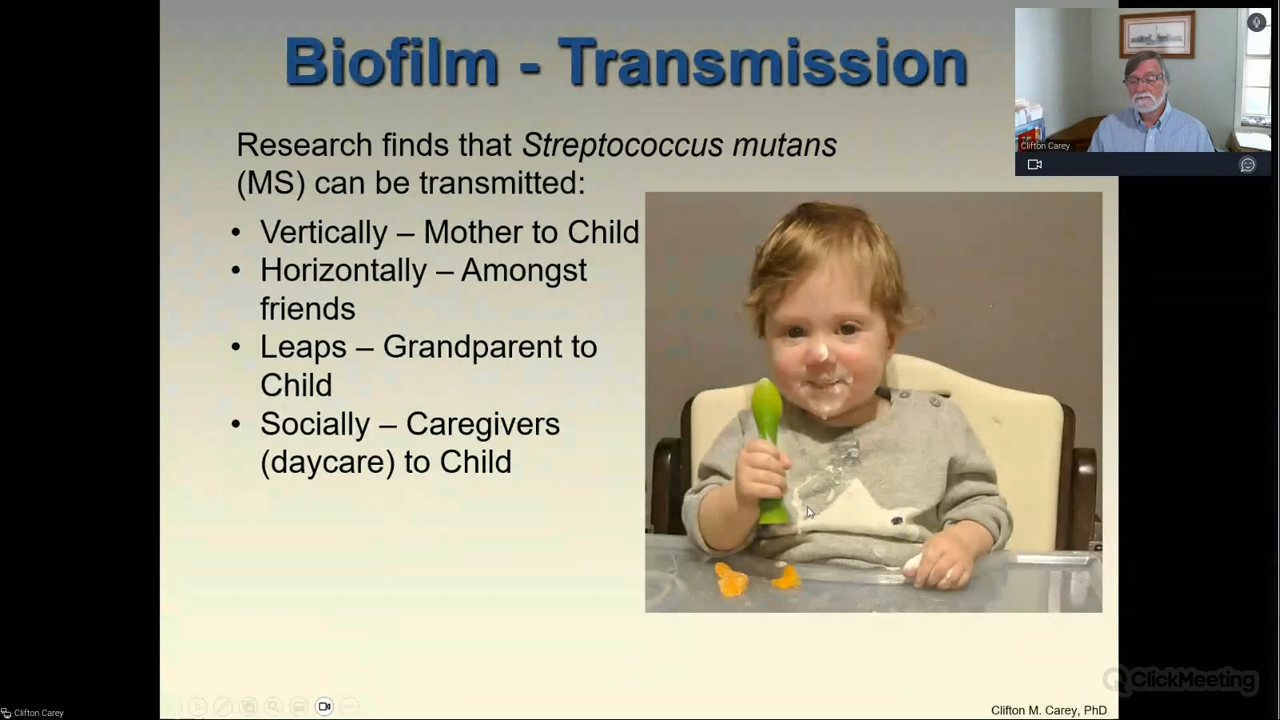 Biofilm - Transmission
Research finds that Streptococcus mutans
(MS) can be transmitted:
• Vertically – Mother to Child
• Horizontally – Amongst
friends
• Leaps – Grandparent to
Child
• Socially – Caregivers
(daycare) to Child
Clifton Carey
ClickMeeting
Clifton Carey
Clifton M. Carey, PhD